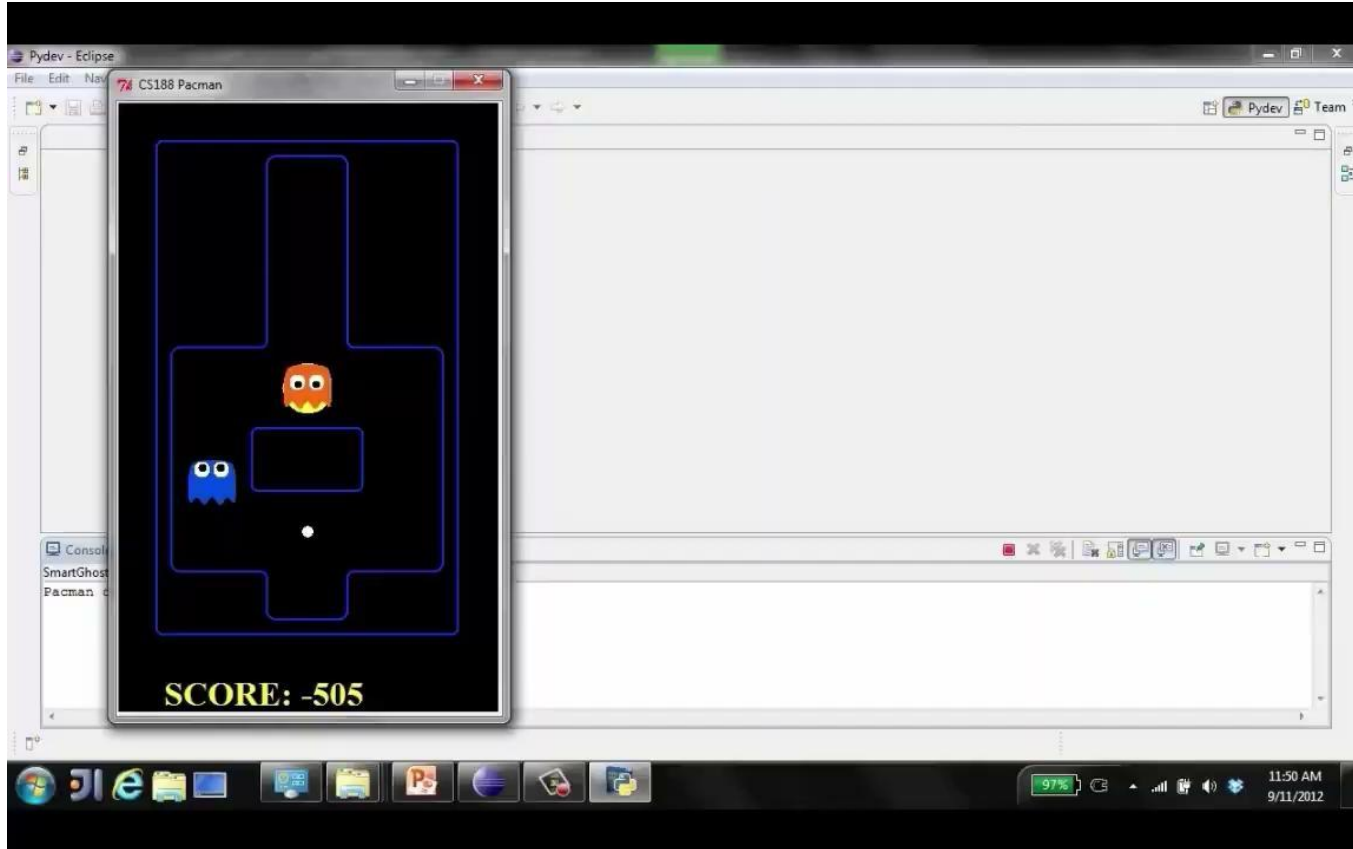 Pydev - Eclipse
File Edit Nav
CS188 Pacman
Pydev
Team
SCORE: -505
Consol
SmartGhost
Pacman d
97%
11:50 AM
9/11/2012